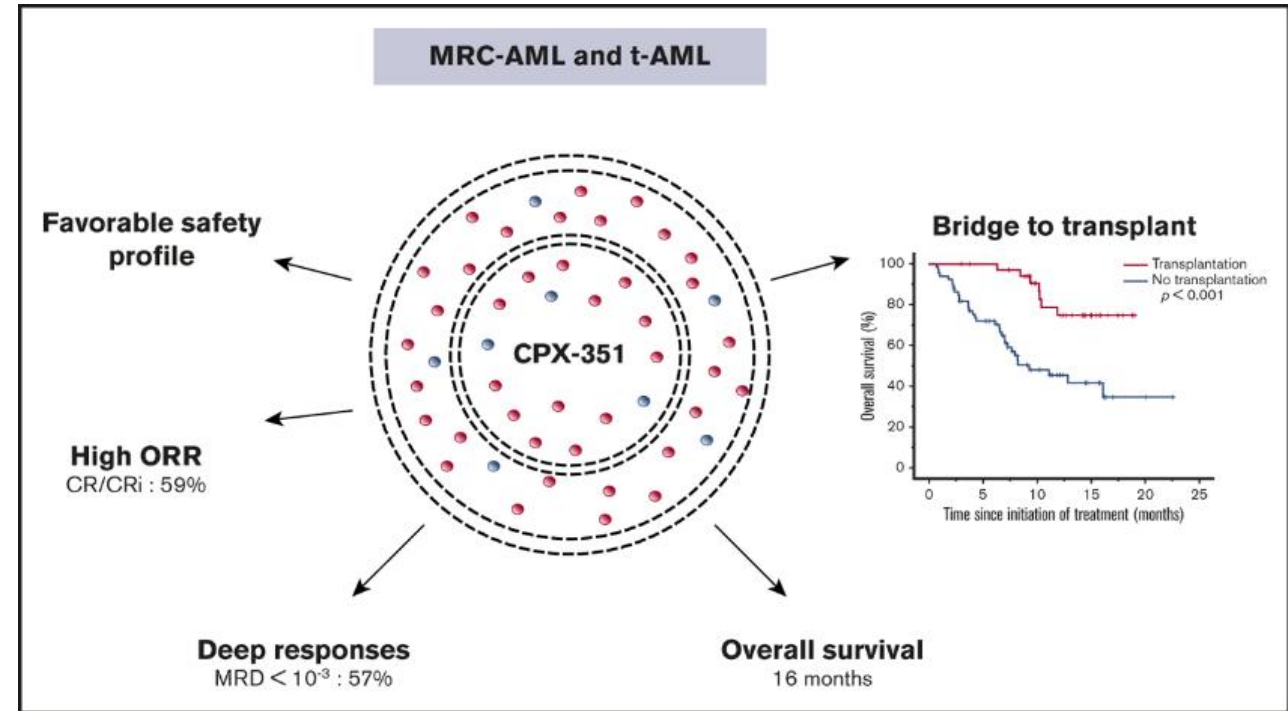 MRC-AML and t-AML
Favorable safety
profile
High ORR
CR/CRi : 59%
Deep responses
MRD < 10⁻³ : 57%
CPX-351
Overall survival
16 months
Bridge to transplant
Transplantation
No transplantation
p < 0.001
Overall survival (%)
100
80
60
40
20
0
0 5 10 15 20 25
Time since initiation of treatment (months)